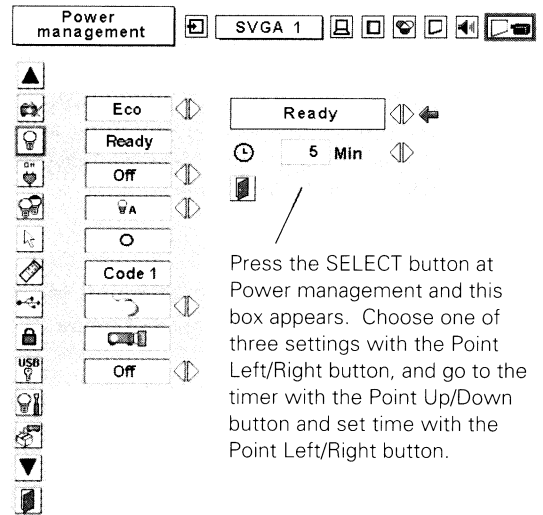 Power
management
SVGA 1
Eco
Ready
Ready
5 Min
Off
ON
A
Code 1
USB
Off
Press the SELECT button at
Power management and this
box appears. Choose one of
three settings with the Point
Left/Right button, and go to the
timer with the Point Up/Down
button and set time with the
Point Left/Right button.